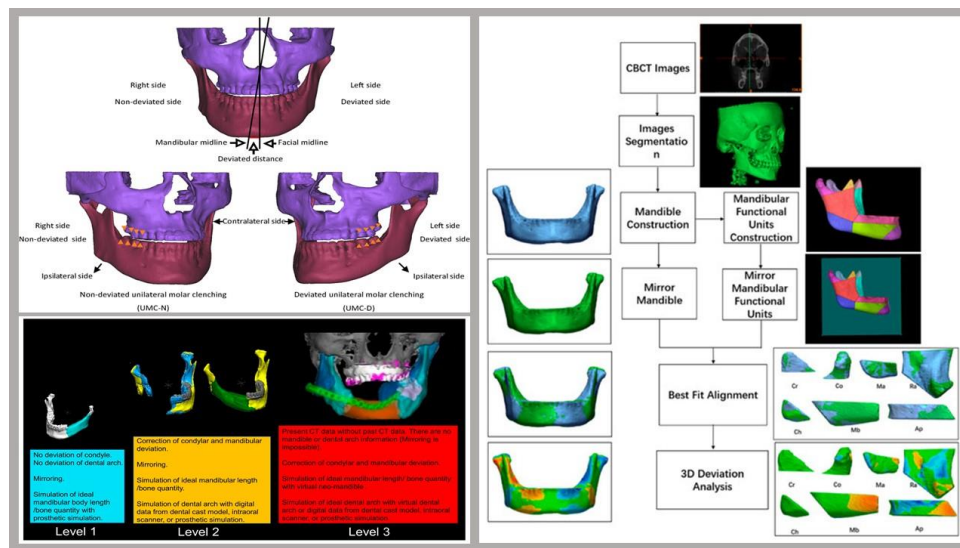 Right side
Left side
Non-deviated side
Deviated side
Mandibular midline
Facial midline
Deviated distance
Right side
Contralateral side
Left side
Non-deviated side
Deviated side
Ipsilateral side
Ipsilateral side
Non-deviated unilateral molar clenching
(UMC-N)
Deviated unilateral molar clenching
(UMC-D)
No deviation of condyle.
No deviation of dental arch.
Mirroring.
Simulation of ideal
mandibular body length
/bone quantity with
prosthetic simulation.
Level 1
Correction of condylar and mandibular
deviation.
Mirroring.
Simulation of ideal mandibular length
/bone quantity.
Simulation of dental arch with digital
data from dental cast model, intraoral
scanner, or prosthetic simulation.
Level 2
Present CT data without past CT data. There are no
mandible or dental arch information (Mirroring is
impossible).
Correction of condylar and mandibular deviation.
Simulation of ideal mandibular length/ bone quantity
with virtual neo-mandible.
Simulation of ideal dental arch with virtual dental
arch or digital data from dental cast model, intraoral
scanner, or prosthetic simulation.
Level 3
CBCT Images
Images
Segmentatio
n
Mandible
Construction
Mandibular
Functional
Units
Construction
Mirror
Mandible
Mirror
Mandibular
Functional
Units
Best Fit Alignment
3D Deviation
Analysis
Cr
Co
Ma
Ra
Ch
Mb
Ap
Cr
Co
Ma
Ra
Ch
Mb
Ap